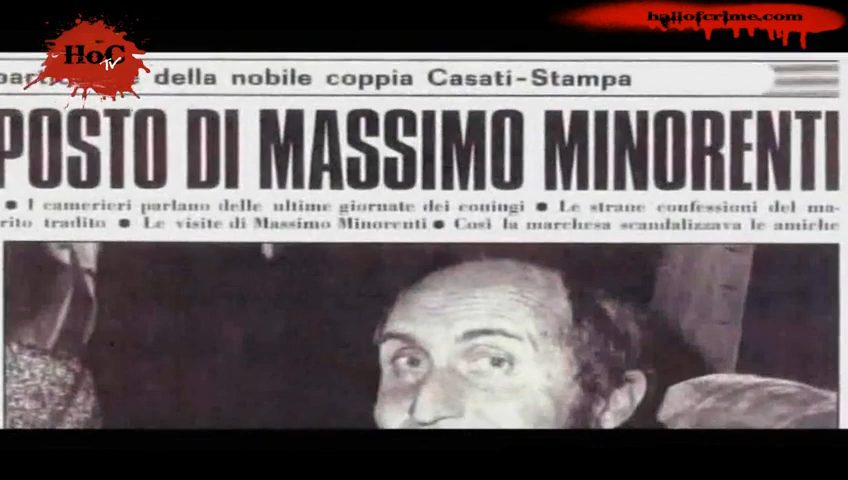 HoC
TV
hallofcrime.com
della nobile coppia Casati-Stampa
POSTO DI MASSIMO MINORENTI
● I camerieri parlano delle ultime giornate dei coniugi ● Le strane confessioni del ma-
rito tradito ● Le visite di Massimo Minorenti ● Così la marchesa scandalizzava le amiche